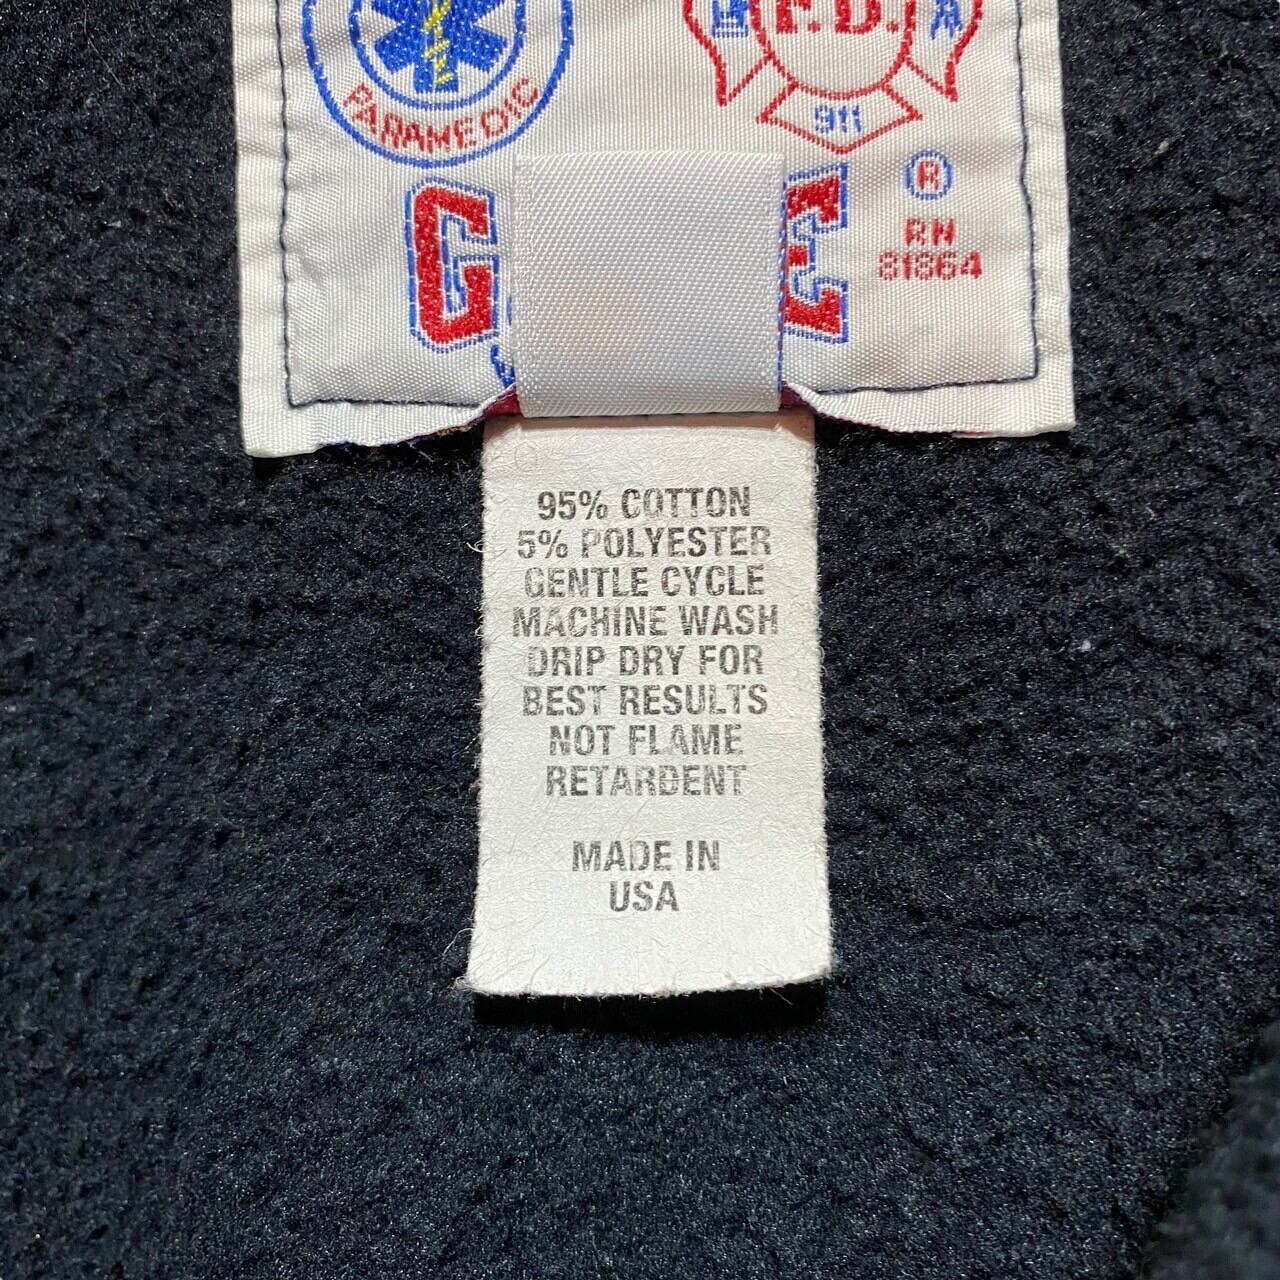 PARAMEDIC
F.D.
911
G E ®
RN
81864
95% COTTON
5% POLYESTER
GENTLE CYCLE
MACHINE WASH
DRIP DRY FOR
BEST RESULTS
NOT FLAME
RETARDENT
MADE IN
USA